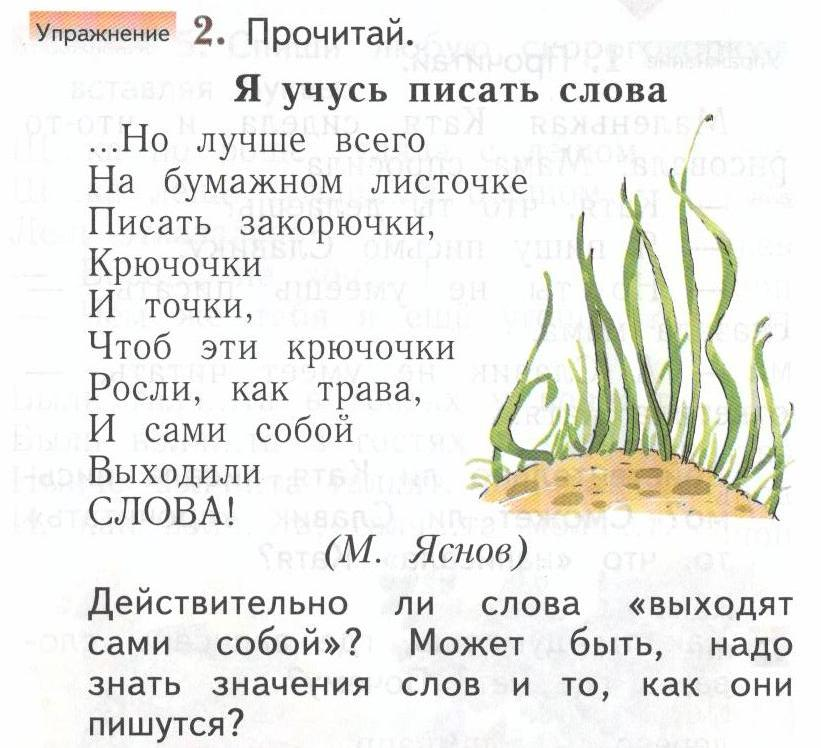 Упражнение 2. Прочитай.
Я учусь писать слова
...Но лучше всего
На бумажном листочке
Писать закорючки,
Крючочки
И точки,
Чтоб эти крючочки
Росли, как трава,
И сами собой
Выходили
СЛОВА!
(М. Яснов)
Действительно ли слова «выходят
сами собой»? Может быть, надо
знать значения слов и то, как они
пишутся?